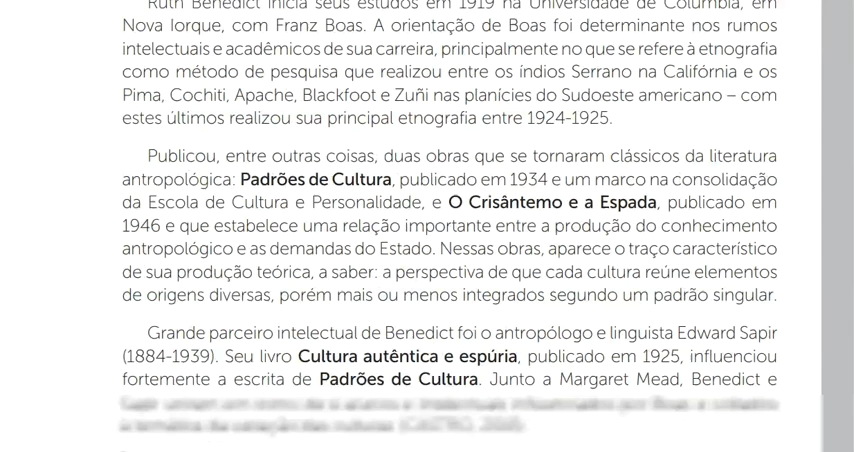 Ruth Benedict inicia seus estudos em 1919 na Universidade de Columbia, em
Nova Iorque, com Franz Boas. A orientação de Boas foi determinante nos rumos
intelectuais e acadêmicos de sua carreira, principalmente no que se refere à etnografia
como método de pesquisa que realizou entre os índios Serrano na Califórnia e os
Pima, Cochiti, Apache, Blackfoot e Zuñi nas planícies do Sudoeste americano – com
estes últimos realizou sua principal etnografia entre 1924-1925.
Publicou, entre outras coisas, duas obras que se tornaram clássicos da literatura
antropológica: Padrões de Cultura, publicado em 1934 e um marco na consolidação
da Escola de Cultura e Personalidade, e O Crisântemo e a Espada, publicado em
1946 e que estabelece uma relação importante entre a produção do conhecimento
antropológico e as demandas do Estado. Nessas obras, aparece o traço característico
de sua produção teórica, a saber: a perspectiva de que cada cultura reúne elementos
de origens diversas, porém mais ou menos integrados segundo um padrão singular.
Grande parceiro intelectual de Benedict foi o antropólogo e linguista Edward Sapir
(1884-1939). Seu livro Cultura autêntica e espúria, publicado em 1925, influenciou
fortemente a escrita de Padrões de Cultura. Junto a Margaret Mead, Benedict e